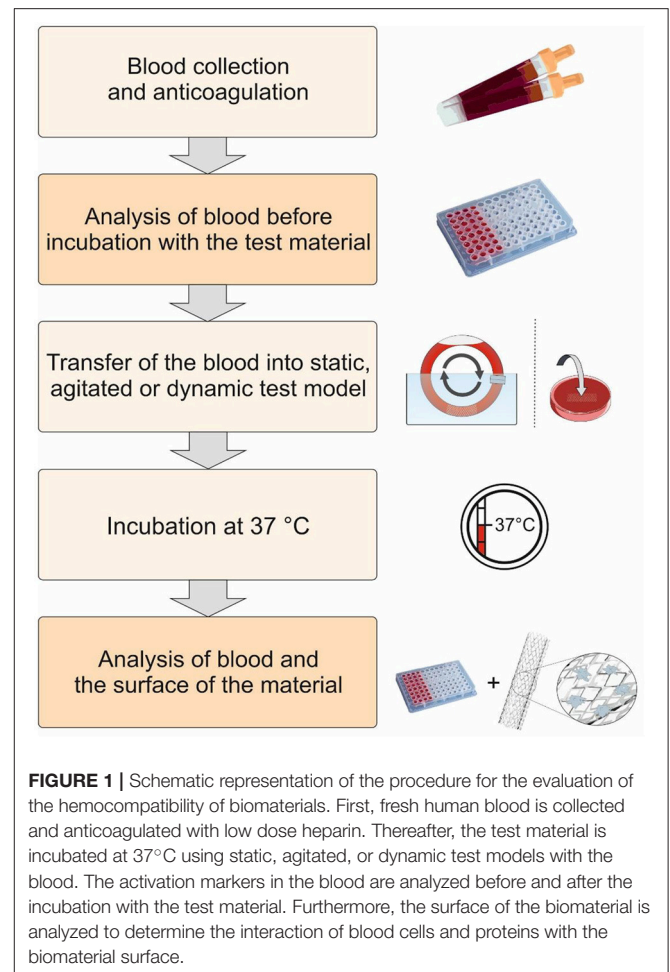 Blood collection
and anticoagulation
Analysis of blood before
incubation with the test material
Transfer of the blood into static,
agitated or dynamic test model
Incubation at 37 °C
37°C
Analysis of blood and
the surface of the material
+
FIGURE 1 | Schematic representation of the procedure for the evaluation of
the hemocompatibility of biomaterials. First, fresh human blood is collected
and anticoagulated with low dose heparin. Thereafter, the test material is
incubated at 37°C using static, agitated, or dynamic test models with the
blood. The activation markers in the blood are analyzed before and after the
incubation with the test material. Furthermore, the surface of the biomaterial is
analyzed to determine the interaction of blood cells and proteins with the
biomaterial surface.